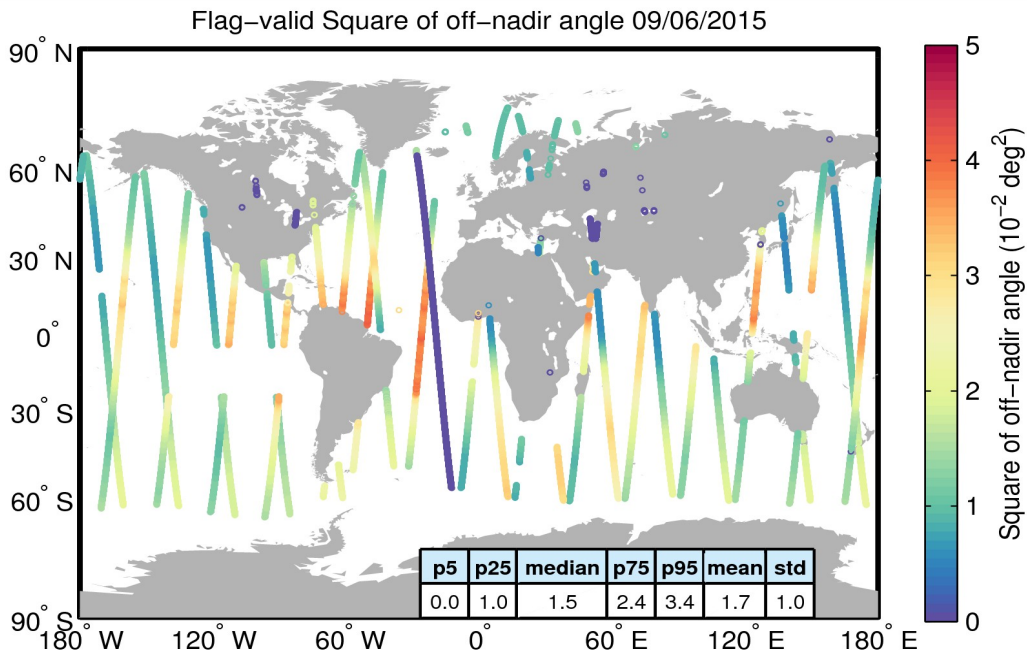 Flag−valid Square of off−nadir angle 09/06/2015
90° N
60° N
30° N
0°
30° S
60° S
90° S
180° W
120° W
60° W
0°
60° E
120° E
180° E
p5 p25 median p75 p95 mean std
0.0 1.0 1.5 2.4 3.4 1.7 1.0
5
4
3
2
1
0
Square of off−nadir angle (10⁻² deg²)